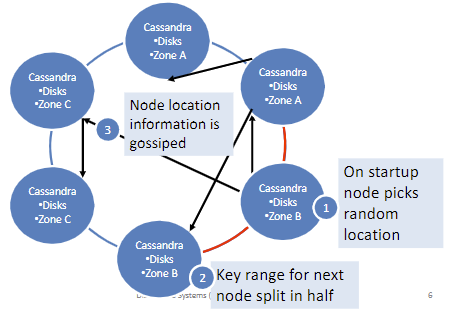 Cassandra
•Disks
•Zone A
Cassandra
•Disks
•Zone C
Cassandra
•Disks
•Zone A
3
Node location
information is
gossiped
Cassandra
•Disks
•Zone C
Cassandra
•Disks
•Zone B
1
On startup
node picks
random
location
Cassandra
•Disks
•Zone B
2
Key range for next
node split in half
Systems
6